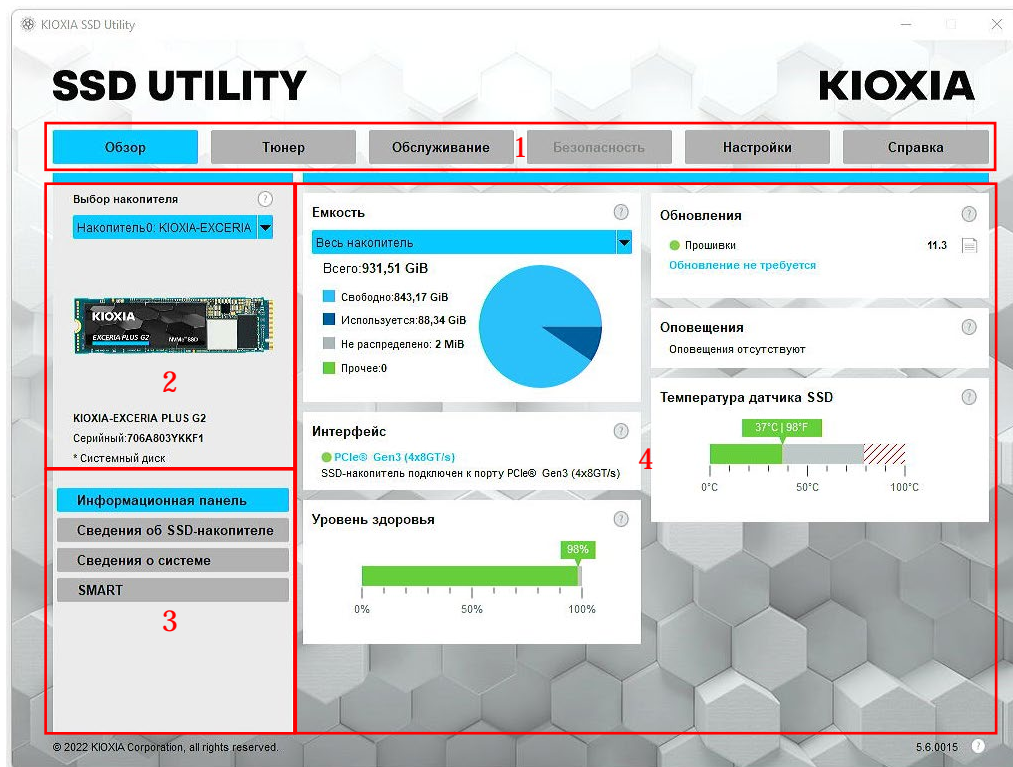 KIOXIA SSD Utility
SSD UTILITY
KIOXIA
Обзор
Тюнер
Обслуживание
1
Безопасность
Настройки
Справка
Выбор накопителя
?
Накопитель0: KIOXIA-EXCERIA
KIOXIA
EXCERIA PLUS G2
NVMe™ SSD
2
KIOXIA-EXCERIA PLUS G2
Серийный:706A803YKKF1
* Системный диск
Информационная панель
Сведения об SSD-накопителе
Сведения о системе
SMART
3
Емкость
?
Весь накопитель
Всего:931,51 GiB
Свободно:843,17 GiB
Используется:88,34 GiB
Не распределено: 2 MiB
Прочее:0
Интерфейс
?
PCIe® Gen3 (4x8GT/s)
SSD-накопитель подключен к порту PCIe® Gen3 (4x8GT/s)
4
Уровень здоровья
?
98%
0%
50%
100%
Обновления
?
Прошивки
11.3
Обновление не требуется
Оповещения
?
Оповещения отсутствуют
Температура датчика SSD
?
37°C | 98°F
0°C
50°C
100°C
© 2022 KIOXIA Corporation, all rights reserved.
5.6.0015
?